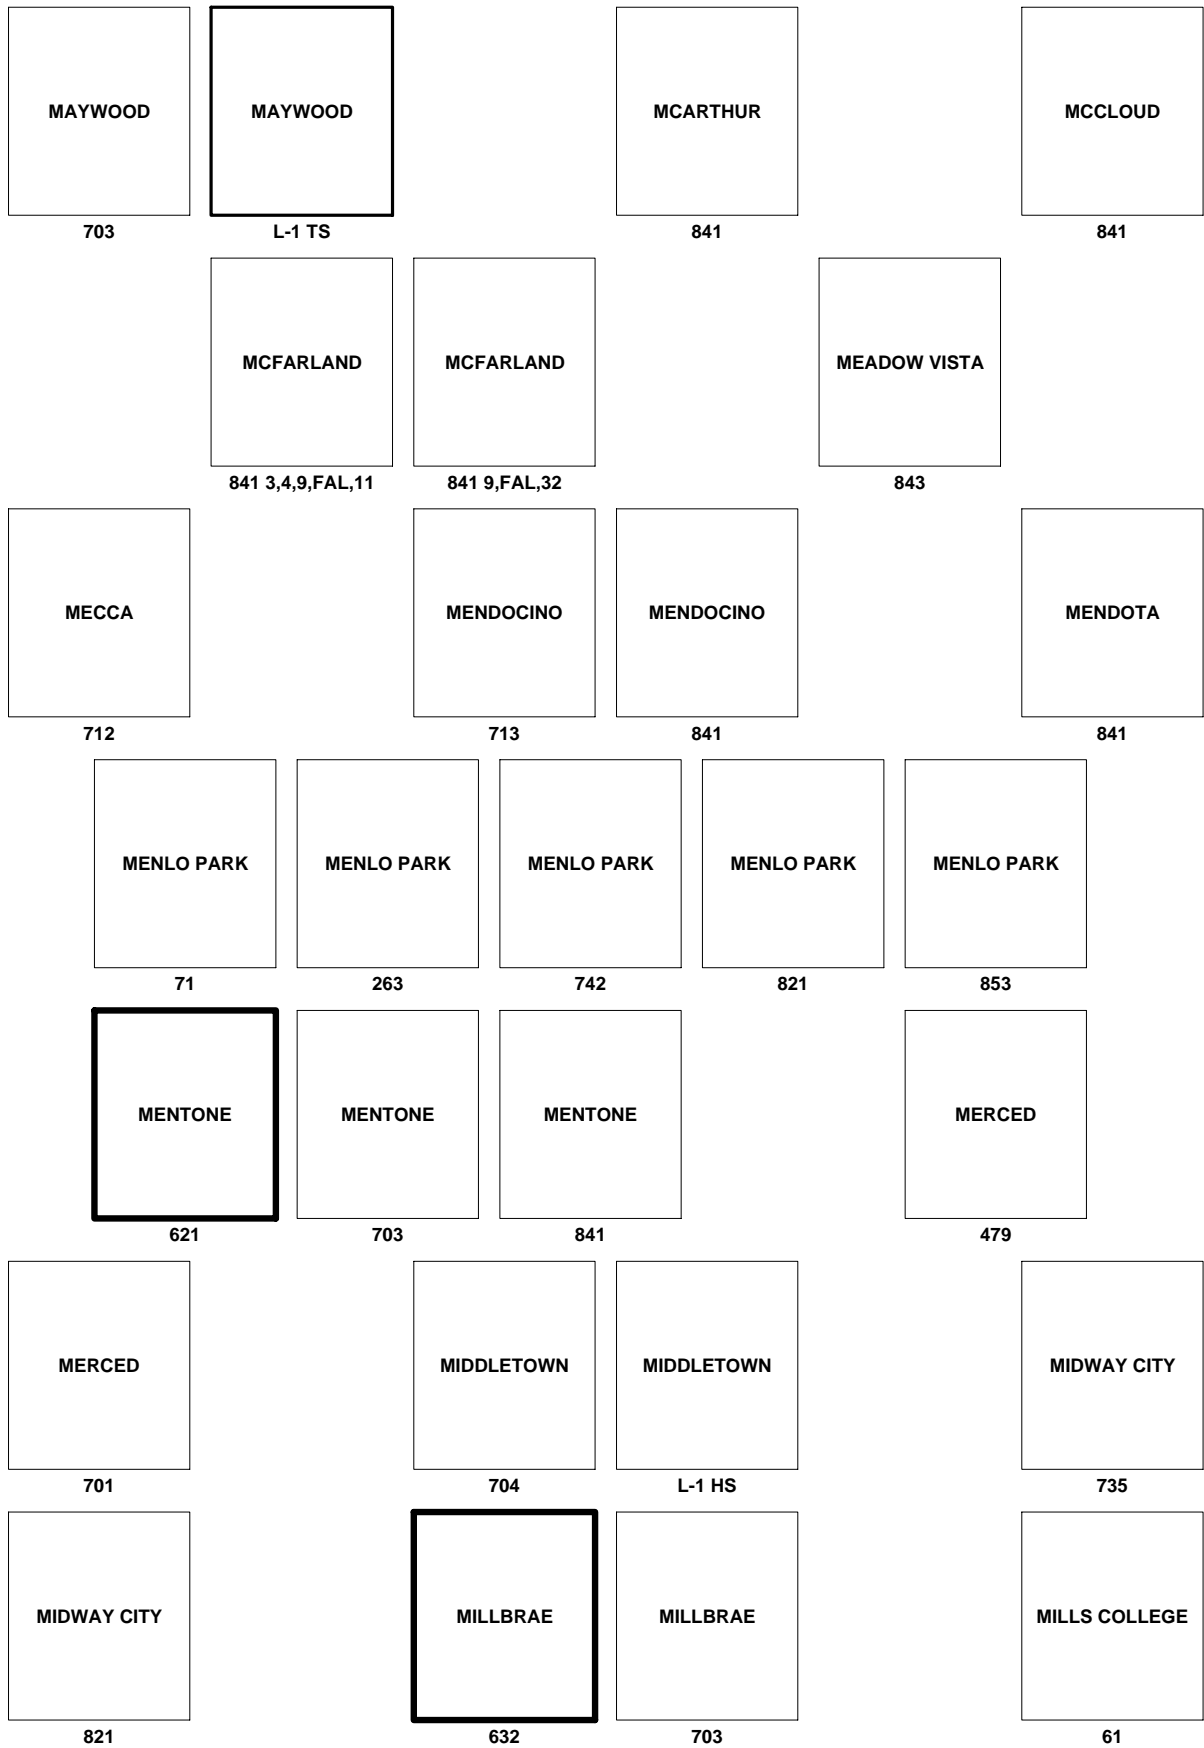 MAYWOOD MAYWOOD MCARTHUR MCCLOUD
703 L-1 TS 841 841
MCFARLAND MCFARLAND MEADOW VISTA
841 3,4,9,FAL,11 841 9,FAL,32 843
MECCA MENDOCINO MENDOCINO MENDOTA
712 713 841 841
MENLO PARK MENLO PARK MENLO PARK MENLO PARK MENLO PARK
71 263 742 821 853
MENTONE MENTONE MENTONE MERCED
621 703 841 479
MERCED MIDDLETOWN MIDDLETOWN MIDWAY CITY
701 704 L-1 HS 735
MIDWAY CITY MILLBRAE MILLBRAE MILLS COLLEGE
821 632 703 61